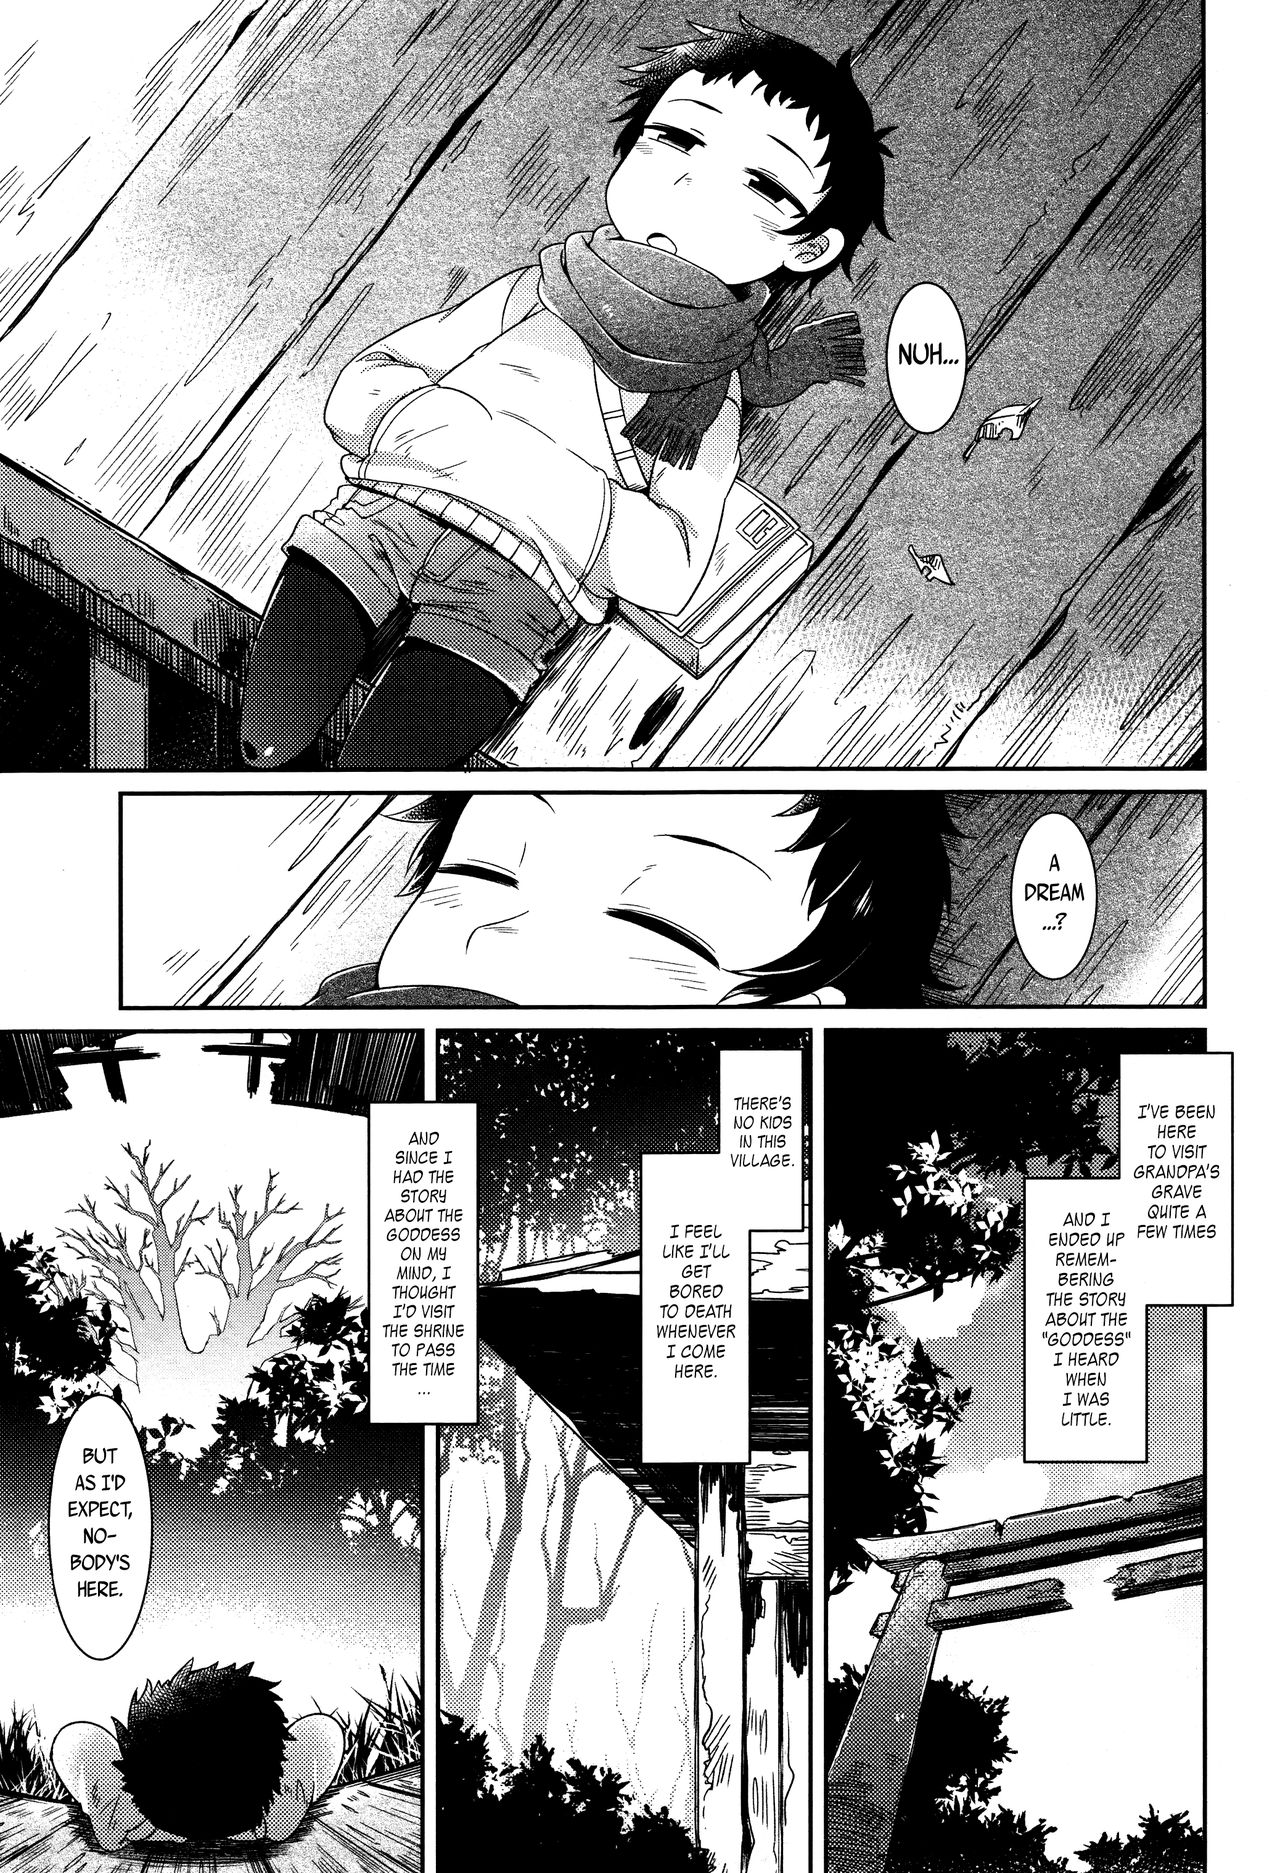 NUH...
A
DREAM
...?
I'VE BEEN
HERE
TO VISIT
GRANDPA'S
GRAVE
QUITE A
FEW TIMES
AND I
ENDED UP
REMEM-
BERING
THE STORY
ABOUT THE
"GODDESS"
I HEARD
WHEN
I WAS
LITTLE.
THERE'S
NO KIDS
IN THIS
VILLAGE.
I FEEL
LIKE I'LL
GET
BORED
TO DEATH
WHENEVER
I COME
HERE.
AND
SINCE I
HAD THE
STORY
ABOUT THE
GODDESS
ON MY
MIND, I
THOUGHT
I'D VISIT
THE SHRINE
TO PASS
THE TIME
...
BUT
AS I'D
EXPECT,
NO-
BODY'S
HERE.